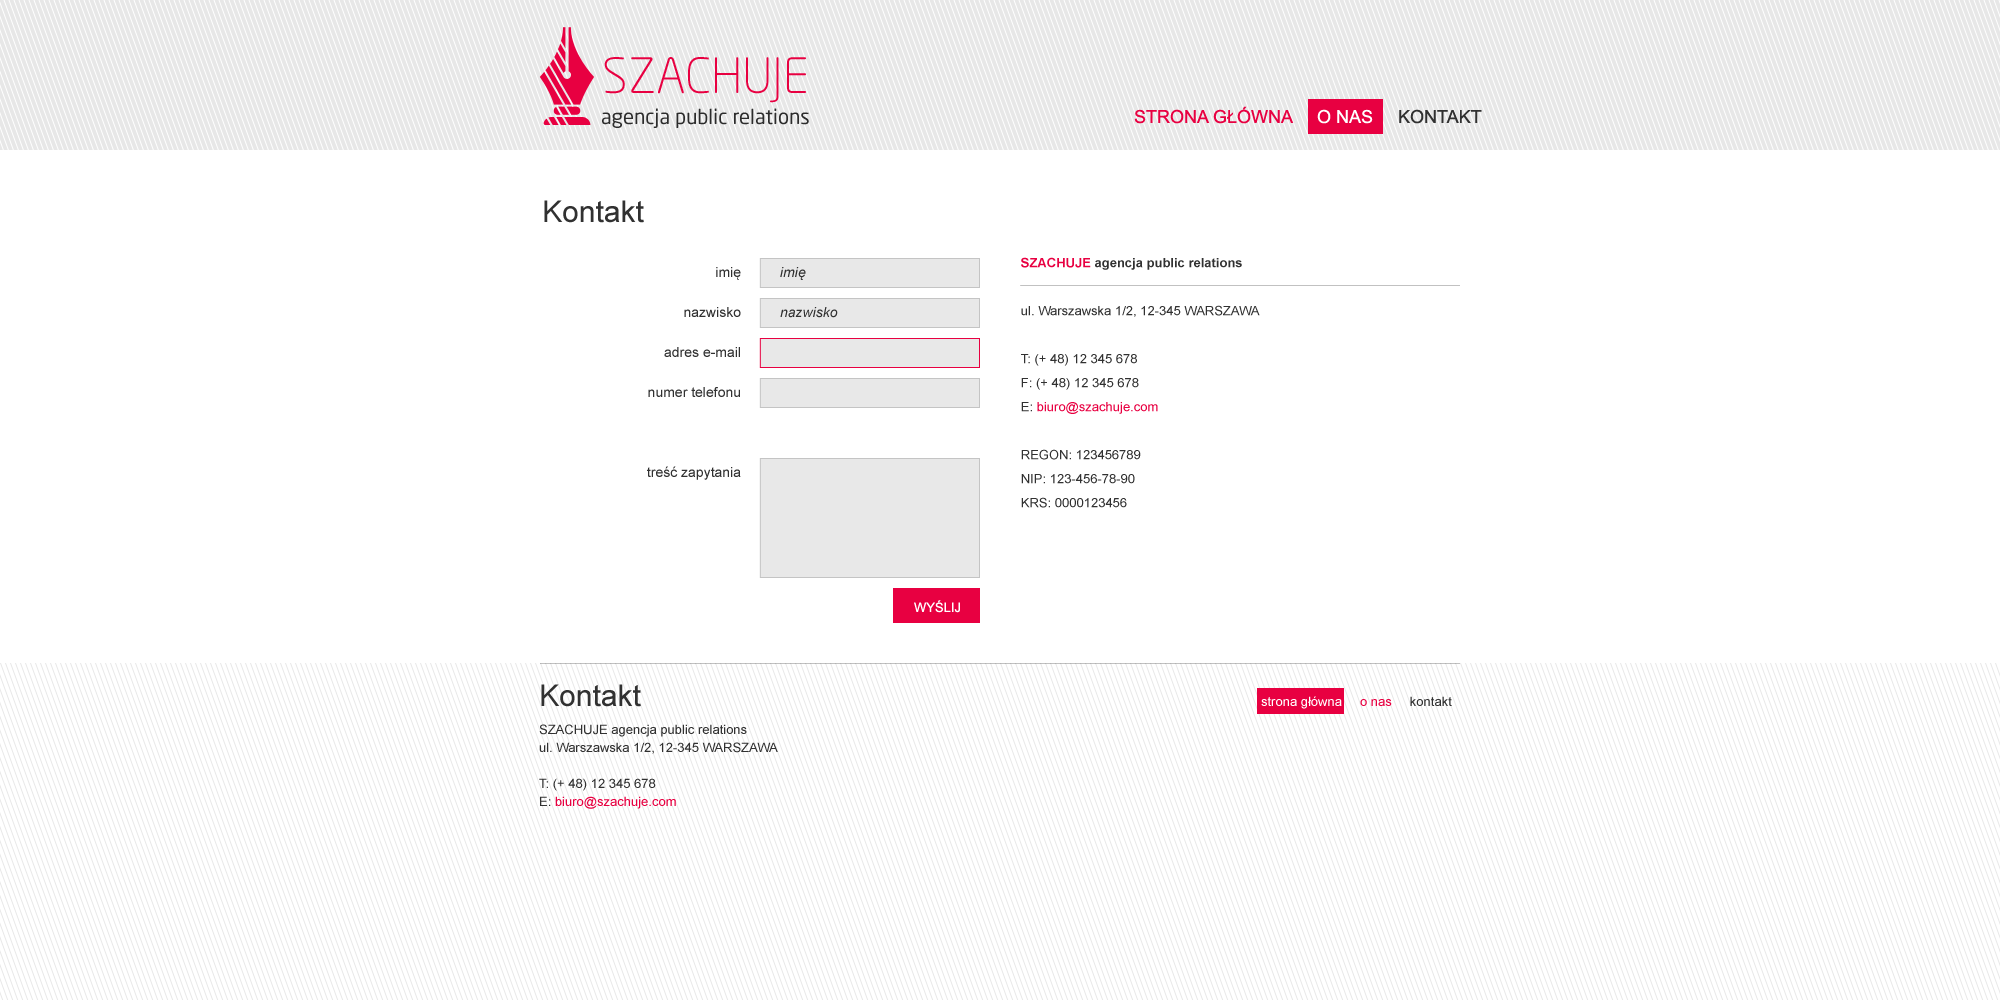 SZACHUJE
agencja public relations
STRONA GŁÓWNA O NAS KONTAKT
Kontakt
imię imię
nazwisko nazwisko
adres e-mail
numer telefonu
treść zapytania
WYŚLIJ
SZACHUJE agencja public relations
ul. Warszawska 1/2, 12-345 WARSZAWA
T: (+ 48) 12 345 678
F: (+ 48) 12 345 678
E: biuro@szachuje.com
REGON: 123456789
NIP: 123-456-78-90
KRS: 0000123456
Kontakt
SZACHUJE agencja public relations
ul. Warszawska 1/2, 12-345 WARSZAWA
T: (+ 48) 12 345 678
E: biuro@szachuje.com
strona główna o nas kontakt